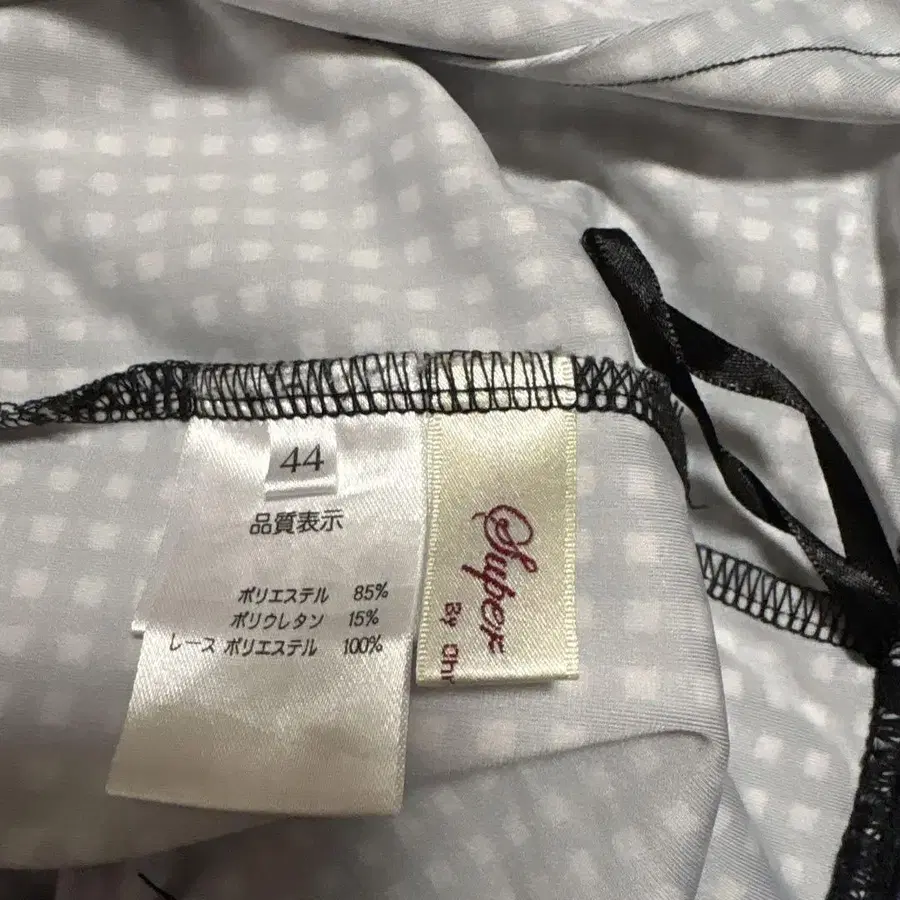 44
品質表示
ポリエステル 85%
ポリウレタン 15%
レース ポリエステル 100%
Super
By Chr